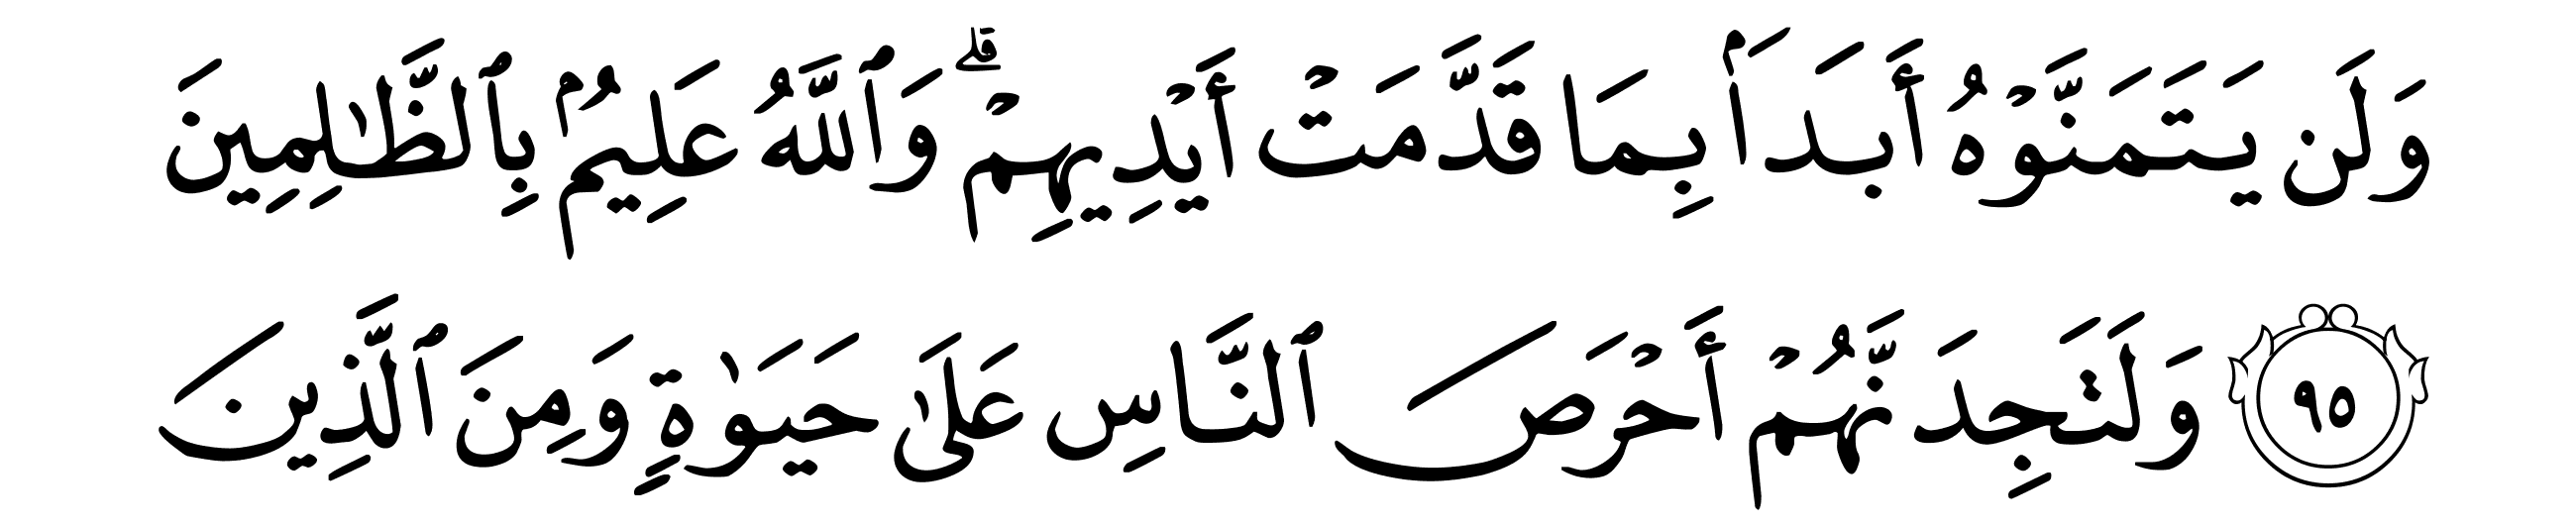 وَلَن يَتَمَنَّوۡهُ أَبَدَۢا بِمَا قَدَّمَتۡ أَيۡدِيهِمۡۚ وَٱللَّهُ عَلِيمُۢ بِٱلظَّٰلِمِينَ
٩٥ وَلَتَجِدَنَّهُمۡ أَحۡرَصَ ٱلنَّاسِ عَلَىٰ حَيَوٰةٖ وَمِنَ ٱلَّذِينَ